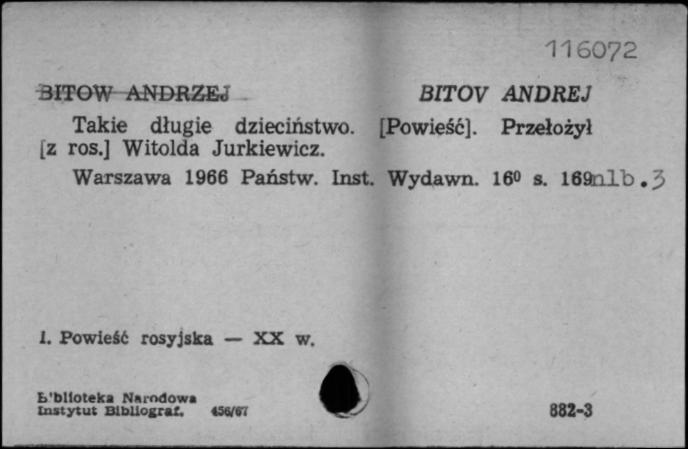 116072
BITOW ANDRZEJ BITOV ANDREJ
Takie długie dzieciństwo. [Powieść]. Przełożył
[z ros.] Witolda Jurkiewicz.
Warszawa 1966 Państw. Inst. Wydawn. 16⁰ s. 169nlb.3
1. Powieść rosyjska — XX w.
B'blioteka Narodowa
Instytut Bibliograf. 456/67 882-3